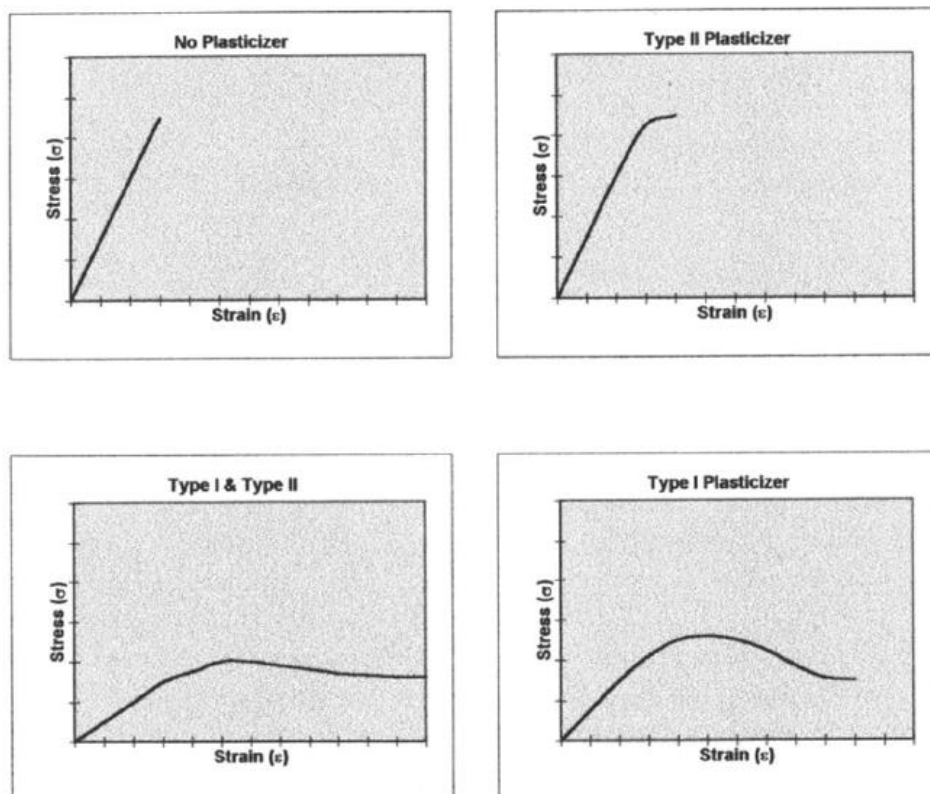 No Plasticizer
Stress (σ)
Strain (ε)
Type II Plasticizer
Stress (σ)
Strain (ε)
Type I & Type II
Stress (σ)
Strain (ε)
Type I Plasticizer
Stress (σ)
Strain (ε)